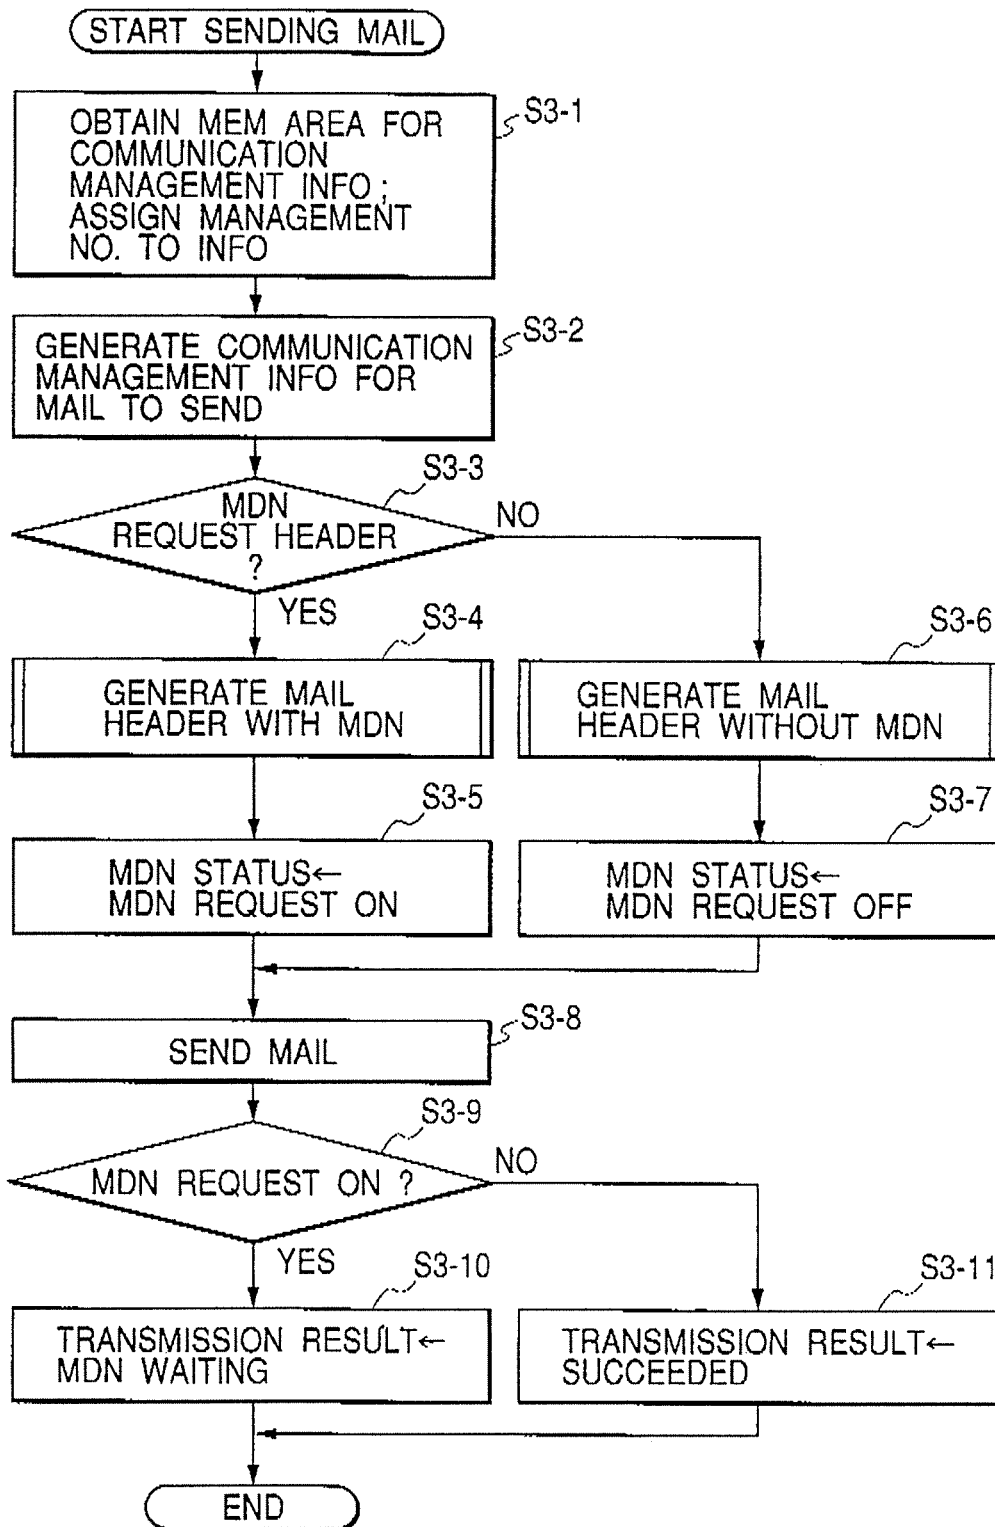 START SENDING MAIL
S3-1
OBTAIN MEM AREA FOR
COMMUNICATION
MANAGEMENT INFO ;
ASSIGN MANAGEMENT
NO. TO INFO
S3-2
GENERATE COMMUNICATION
MANAGEMENT INFO FOR
MAIL TO SEND
S3-3
MDN
REQUEST HEADER
?
NO
YES
S3-4
GENERATE MAIL
HEADER WITH MDN
S3-6
GENERATE MAIL
HEADER WITHOUT MDN
S3-5
MDN STATUS←
MDN REQUEST ON
S3-7
MDN STATUS←
MDN REQUEST OFF
S3-8
SEND MAIL
S3-9
MDN REQUEST ON ?
NO
YES
S3-10
TRANSMISSION RESULT←
MDN WAITING
S3-11
TRANSMISSION RESULT←
SUCCEEDED
END